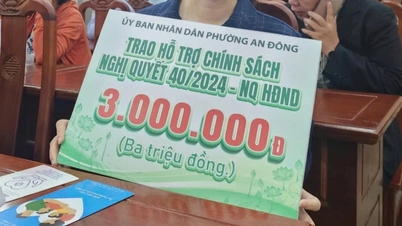 ỦY BAN NHÂN DÂN PHƯỜNG AN ĐÔNG
TRAO HỖ TRỢ CHÍNH SÁCH
NGHỊ QUYẾT 40/2024 - NQ HĐND
3.000.000Đ
(Ba triệu đồng.)